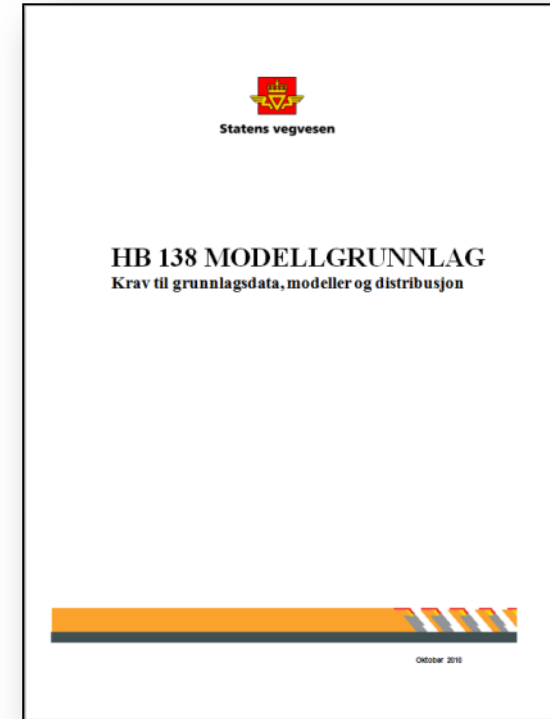 Statens vegvesen
HB 138 MODELLGRUNNLAG
Krav til grunnlagsdata, modeller og distribusjon
Oktober 2010